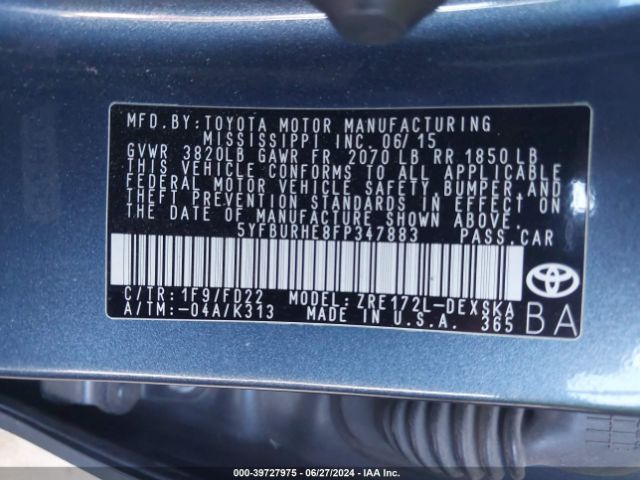 MFD.BY:TOYOTA MOTOR MANUFACTURING
MISSISSIPPI INC. 06/15
GVWR 3820LB GAWR FR 2070 LB RR 1850 LB
THIS VEHICLE CONFORMS TO ALL APPLICABLE
FEDERAL MOTOR VEHICLE SAFETY, BUMPER, AND
THEFT PREVENTION STANDARDS IN EFFECT ON
THE DATE OF MANUFACTURE SHOWN ABOVE.
5YFBURHE8FP347883 PASS.CAR
C/TR:1F9/FD22 MODEL:ZRE172L-DEXSKA
A/TM:-04A/K313 MADE IN U.S.A. 365
BA
TOYOTA
000-39727975 - 06/27/2024 - IAA Inc.